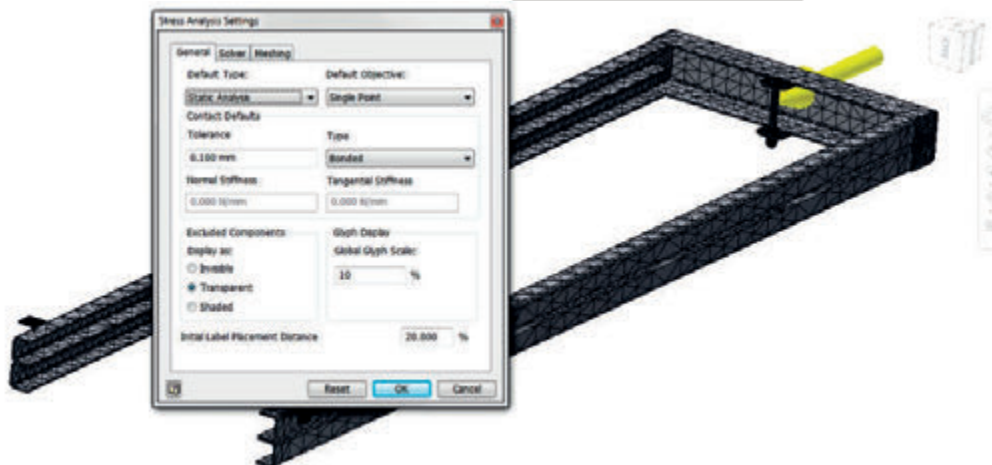 Stress Analysis Settings
General Solver Meshing
Default Type: Default Objective:
Static Analysis Single Point
Contact Defaults
Tolerance Type
0.100 mm Bonded
Normal Stiffness Tangential Stiffness
0.000 N/mm 0.000 N/mm
Excluded Components Glyph Display
Display as: Global Glyph Scale:
Invisible 10 %
Transparent
Shaded
Initial Label Placement Distance 20.000 %
Reset OK Cancel